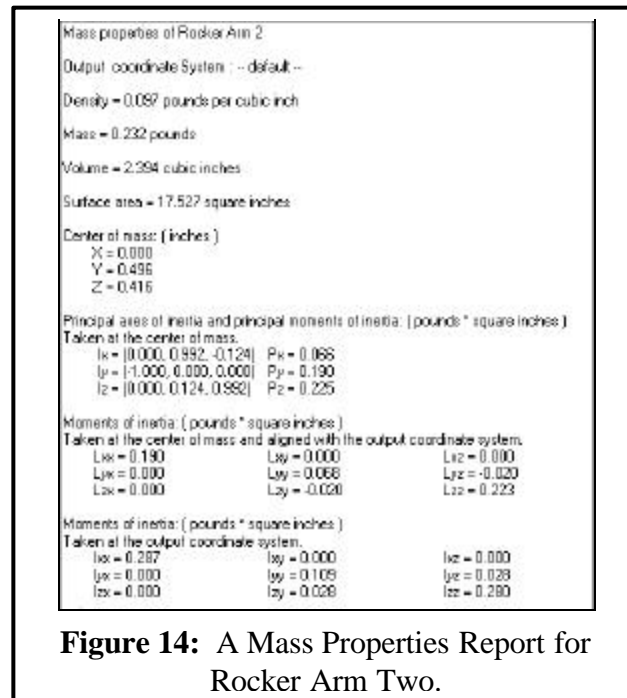 Mass properties of Rocker Arm 2
Output coordinate System : -- default --
Density = 0.097 pounds per cubic inch
Mass = 0.232 pounds
Volume = 2.394 cubic inches
Surface area = 17.527 square inches
Center of mass: ( inches )
X = 0.000
Y = 0.496
Z = 0.416
Principal axes of inertia and principal moments of inertia: ( pounds * square inches )
Taken at the center of mass.
Ix = [0.000, 0.992, -0.124] Px = 0.066
Iy = [-1.000, 0.000, 0.000] Py = 0.190
Iz = [0.000, 0.124, 0.992] Pz = 0.225
Moments of inertia: ( pounds * square inches )
Taken at the center of mass and aligned with the output coordinate system.
Lxx = 0.190 Lxy = 0.000 Lxz = 0.000
Lyx = 0.000 Lyy = 0.068 Lyz = -0.020
Lzx = 0.000 Lzy = -0.020 Lzz = 0.223
Moments of inertia: ( pounds * square inches )
Taken at the output coordinate system.
Ixx = 0.287 Ixy = 0.000 Ixz = 0.000
Iyx = 0.000 Iyy = 0.109 Iyz = 0.028
Izx = 0.000 Izy = 0.028 Izz = 0.280
Figure 14: A Mass Properties Report for
Rocker Arm Two.